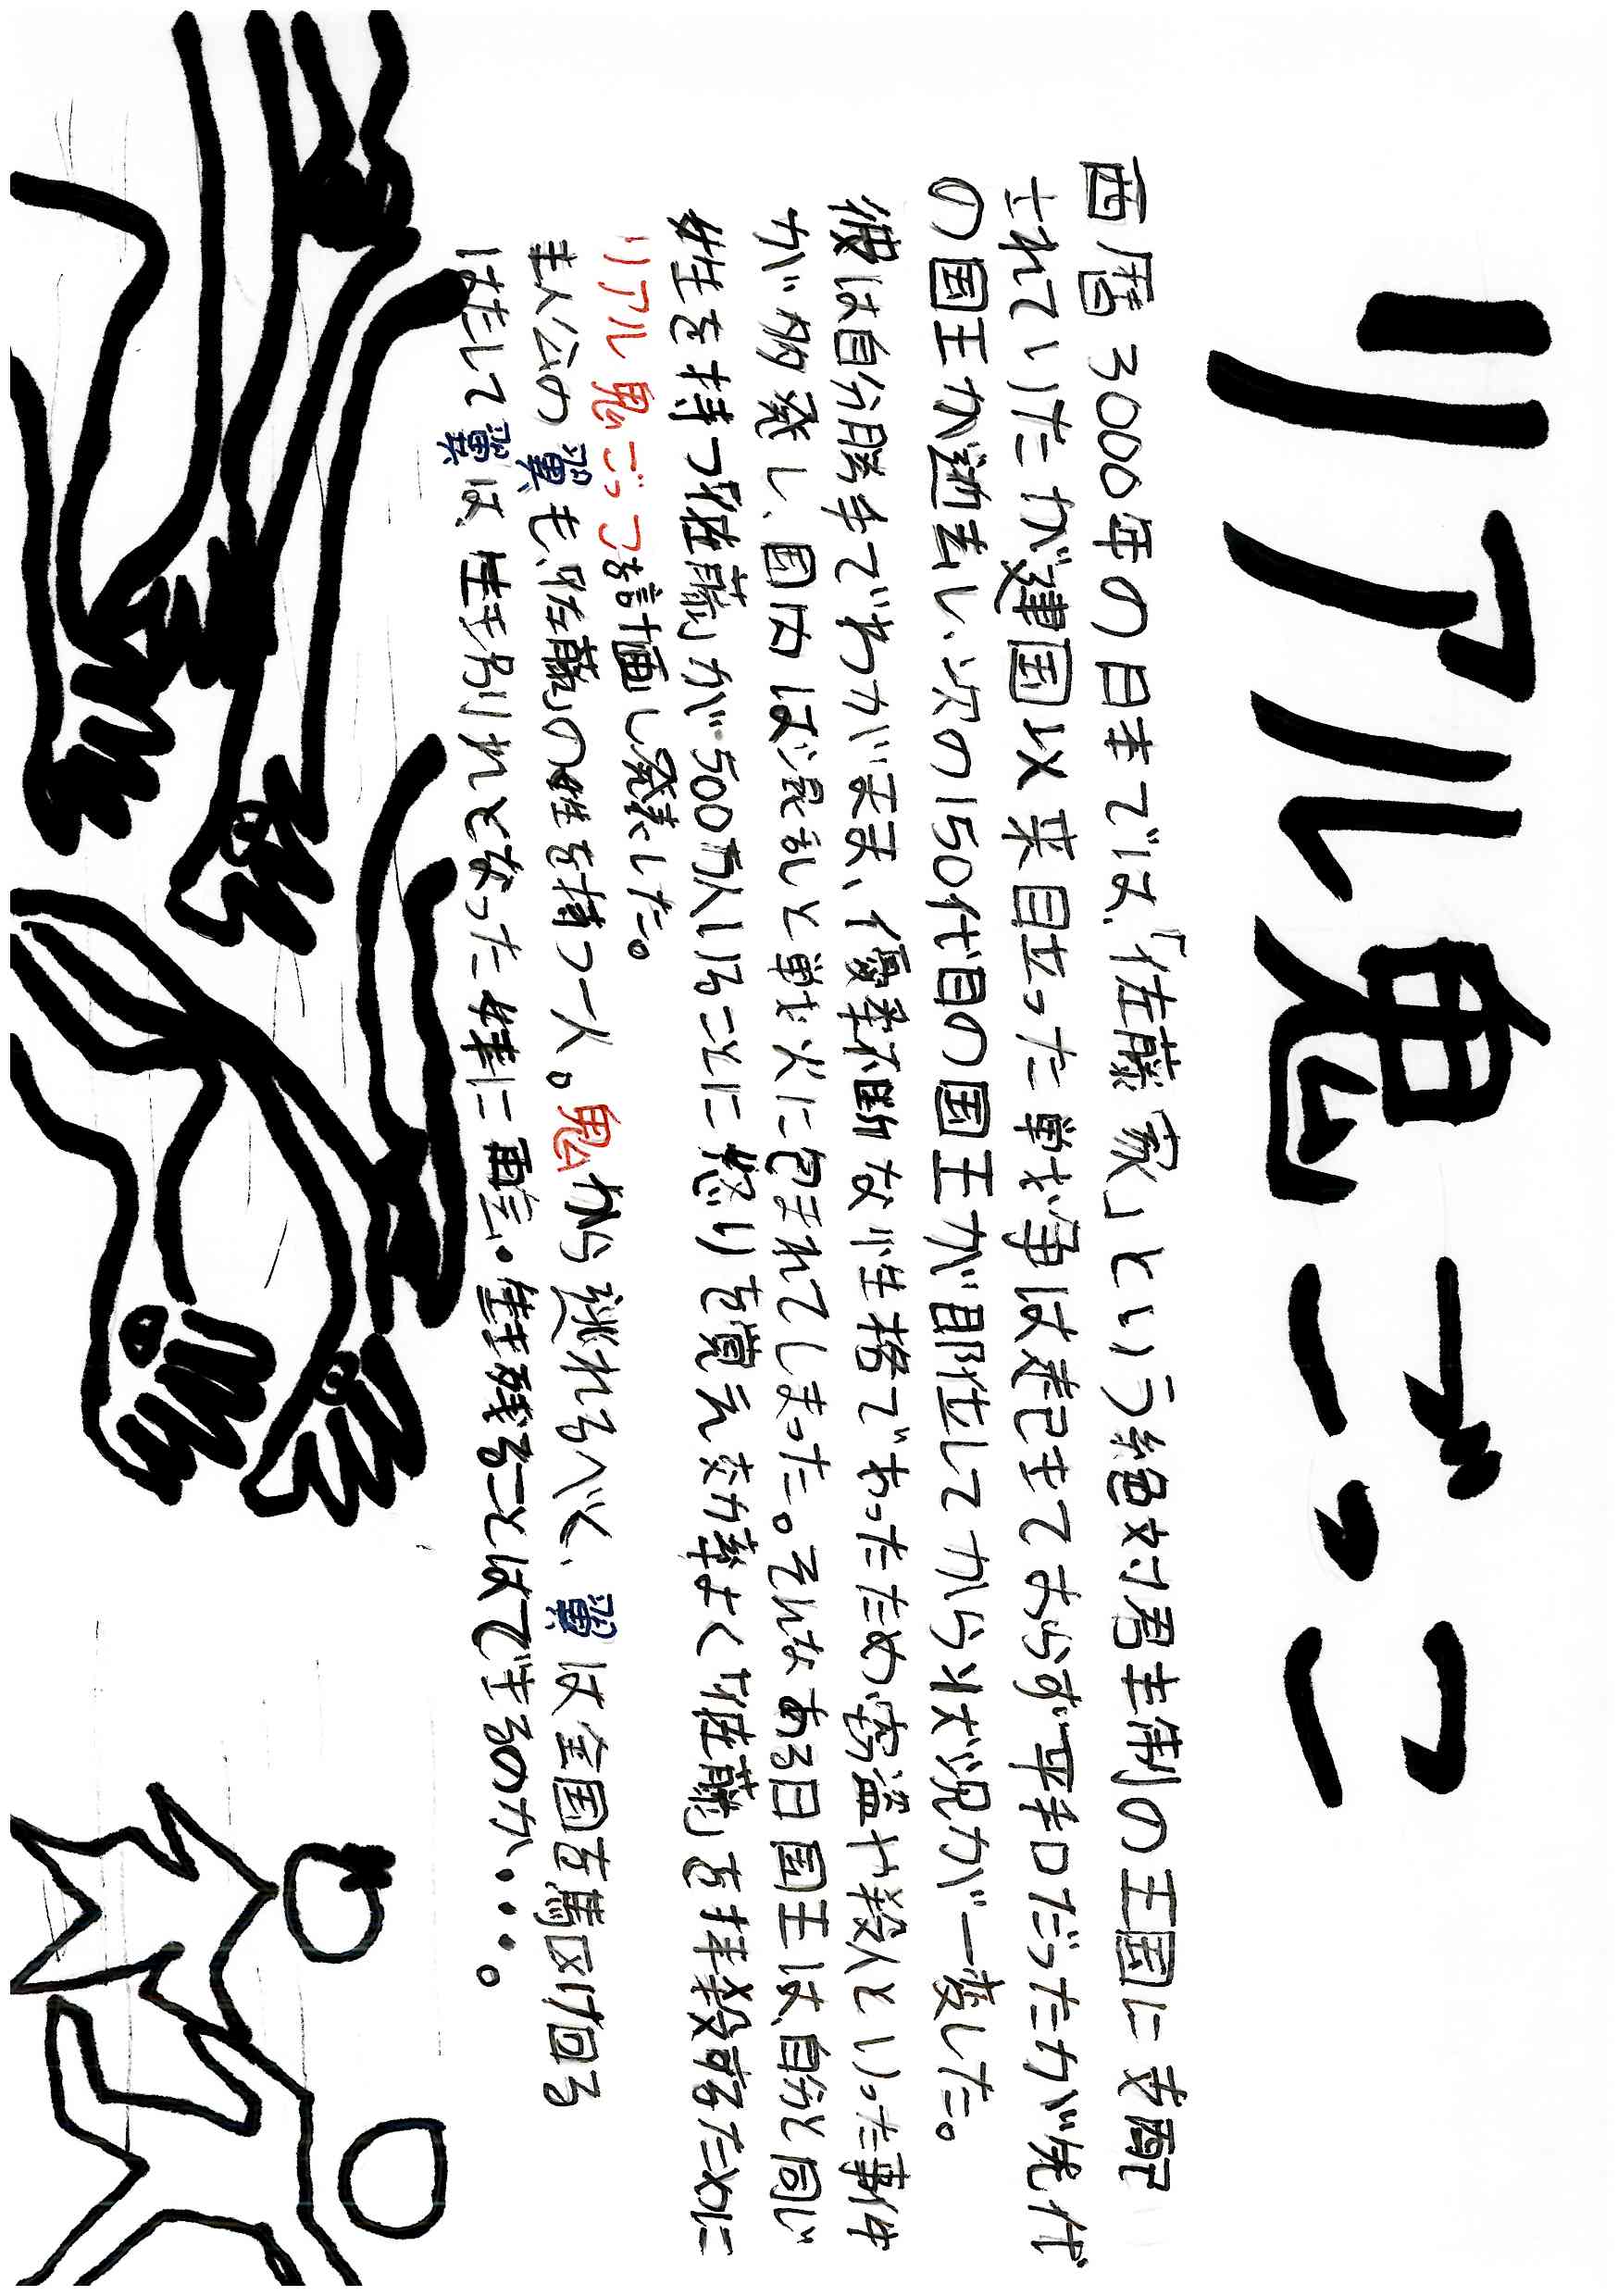 リアル鬼ごっこ
西暦3000年の日本では、「佐藤家」という絶対君主制の王国に支配
されていたが建国以来目立った戦争は起きておらず平和だったが先代
の国王が逝去し、次の150代目の国王が即位してから状況が一変した。
彼は自分勝手でわがまま、優柔不断な性格であったため、窃盗や殺人といった事件
が多発し、国内は混乱と戦火に包まれてしまった。そんなある日国王は、自分と同じ
姓を持つ「佐藤」が500万人いることに怒りを覚え効率よく「佐藤」を抹殺するために
リアル鬼ごっこを計画し発表した。
主人公の翼も、「佐藤」の姓を持つ一人。鬼から逃れるべく、翼は全国を駆け回る
はたして翼は、生き別れとなった妹に再会・生き残ることはできるのか・・・。